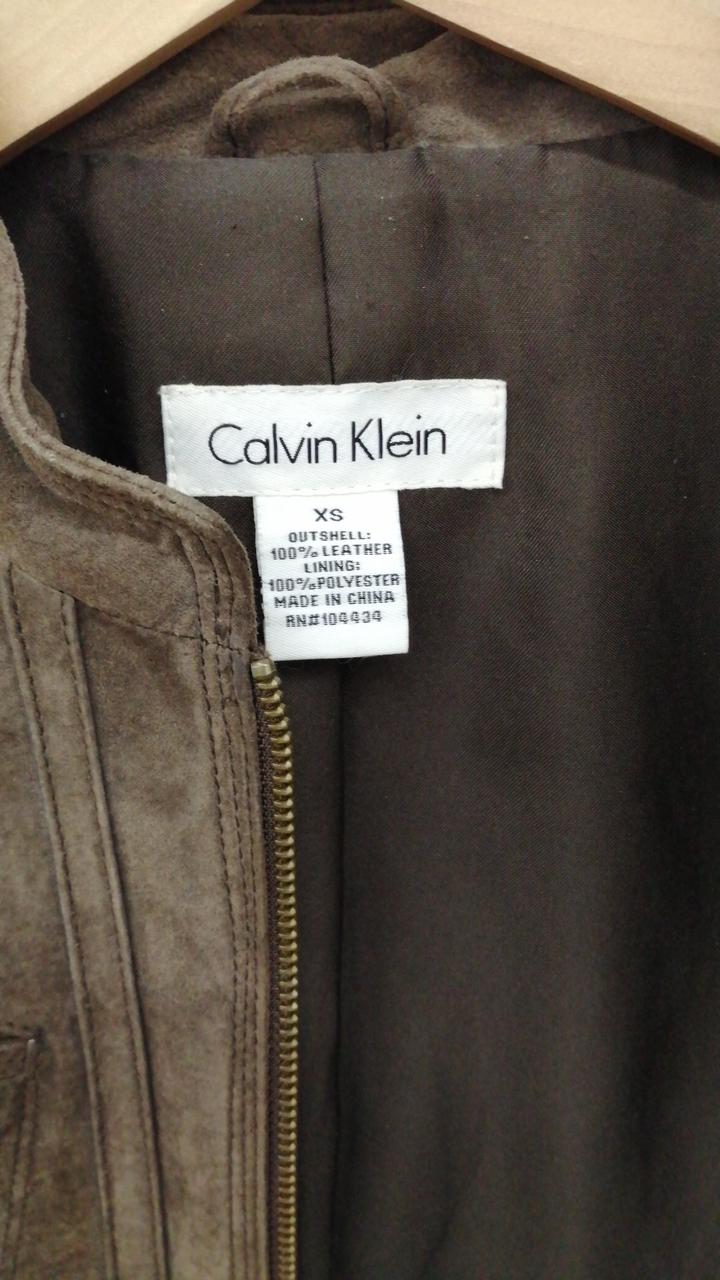 Calvin Klein
XS
OUTSHELL:
100% LEATHER
LINING:
100%POLYESTER
MADE IN CHINA
RN#104434